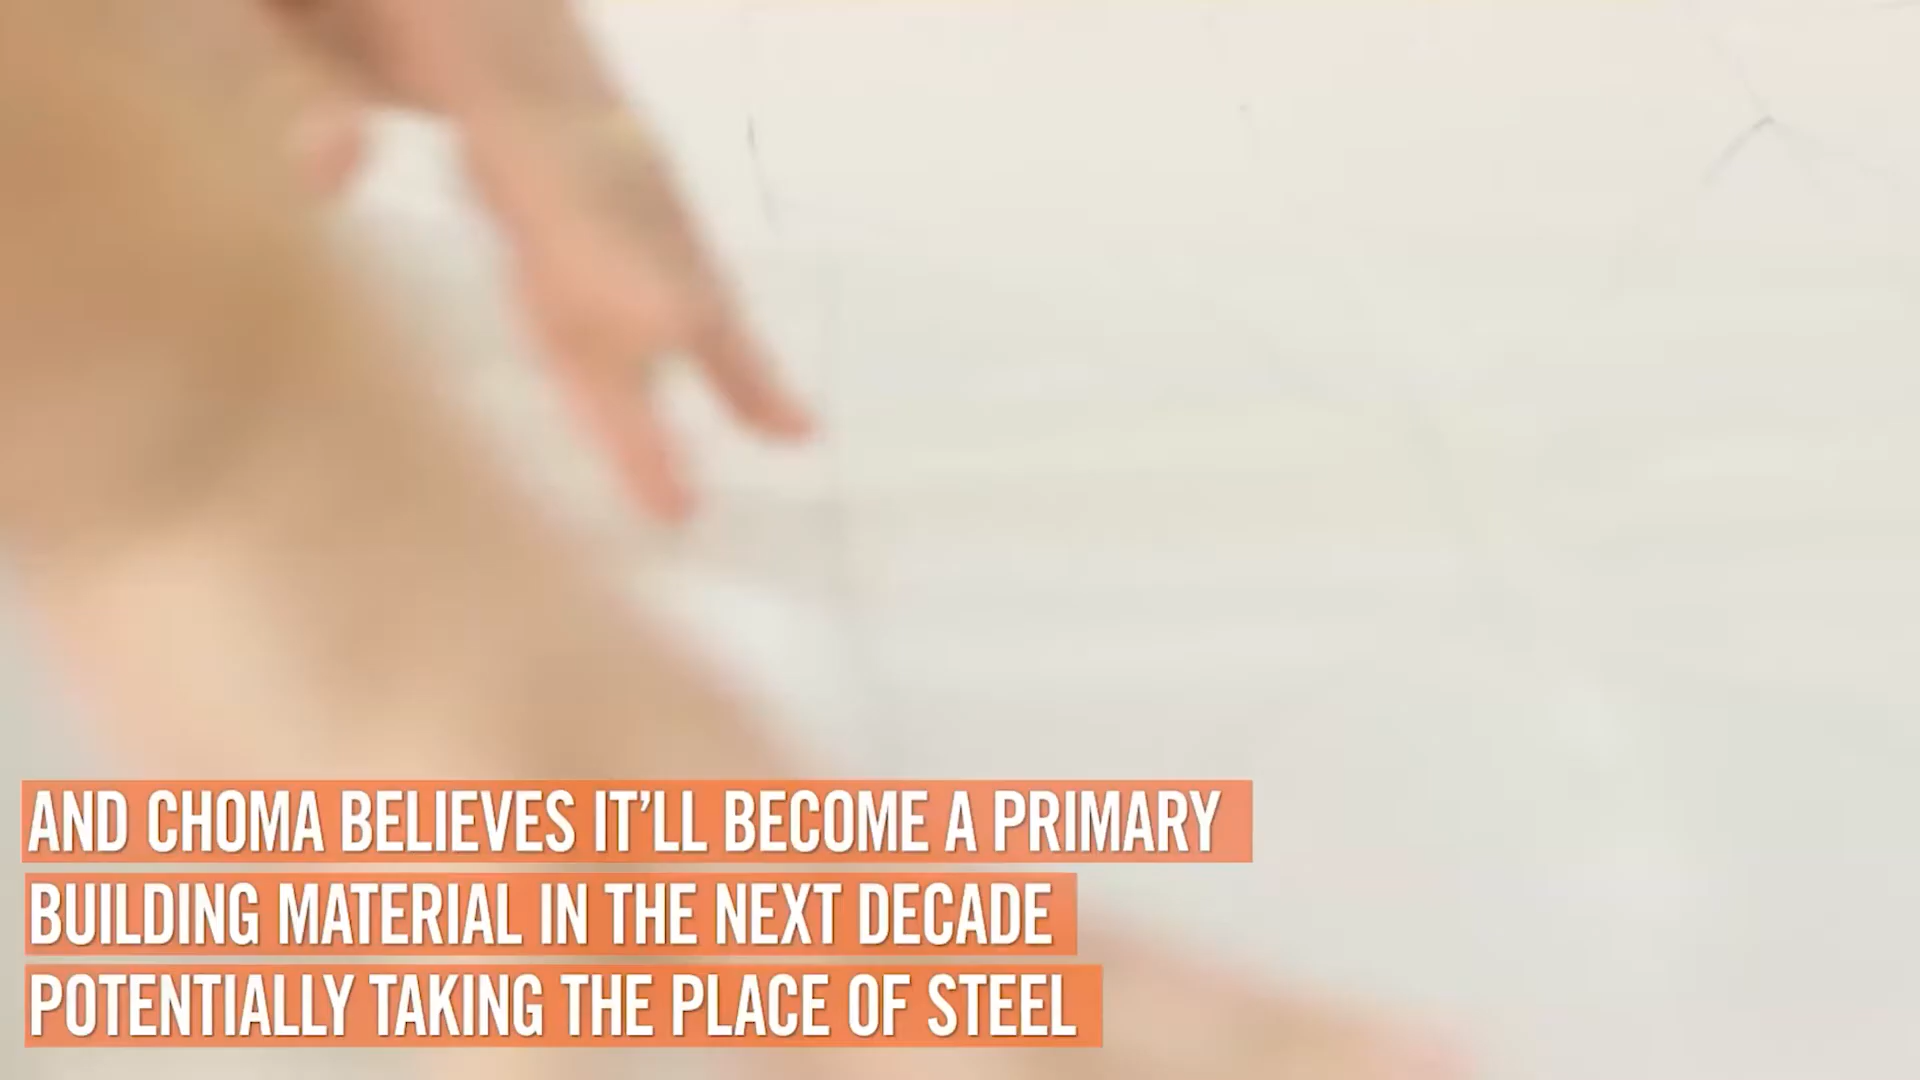 AND CHOMA BELIEVES IT’LL BECOME A PRIMARY
BUILDING MATERIAL IN THE NEXT DECADE
POTENTIALLY TAKING THE PLACE OF STEEL